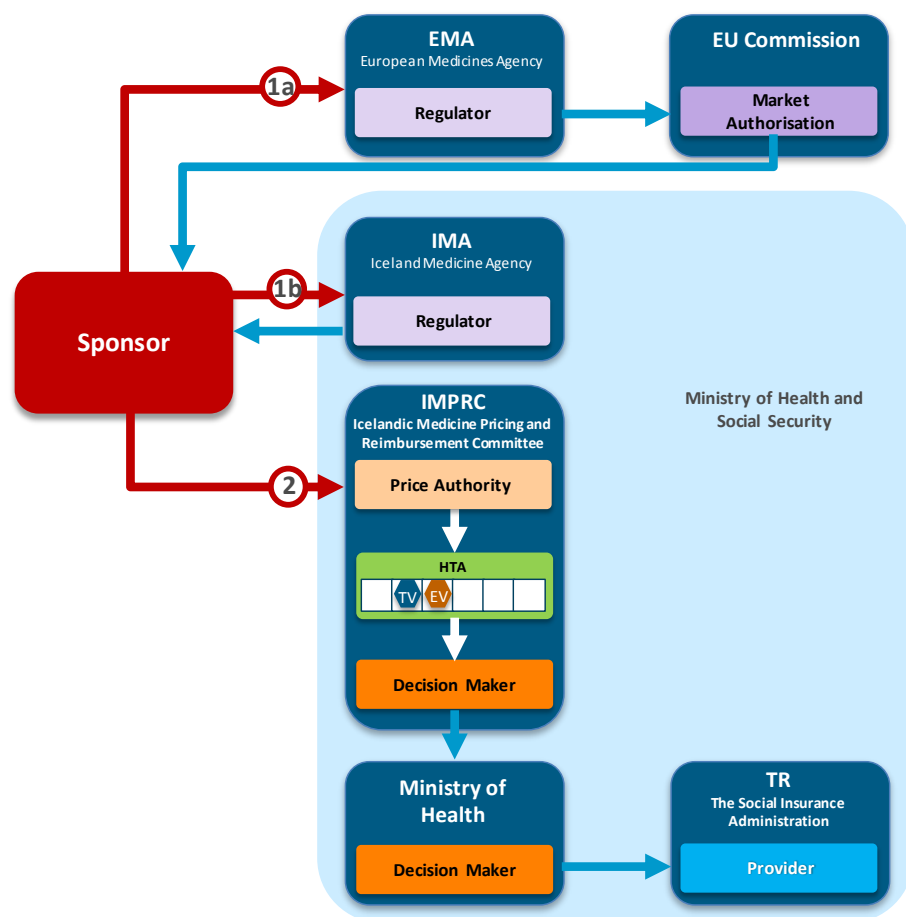 EMA
European Medicines Agency
Regulator
EU Commission
Market
Authorisation
1a
IMA
Iceland Medicine Agency
Regulator
1b
Sponsor
IMPRC
Icelandic Medicine Pricing and
Reimbursement Committee
Price Authority
2
HTA
TV
EV
Decision Maker
Ministry of Health and
Social Security
Ministry of
Health
Decision Maker
TR
The Social Insurance
Administration
Provider